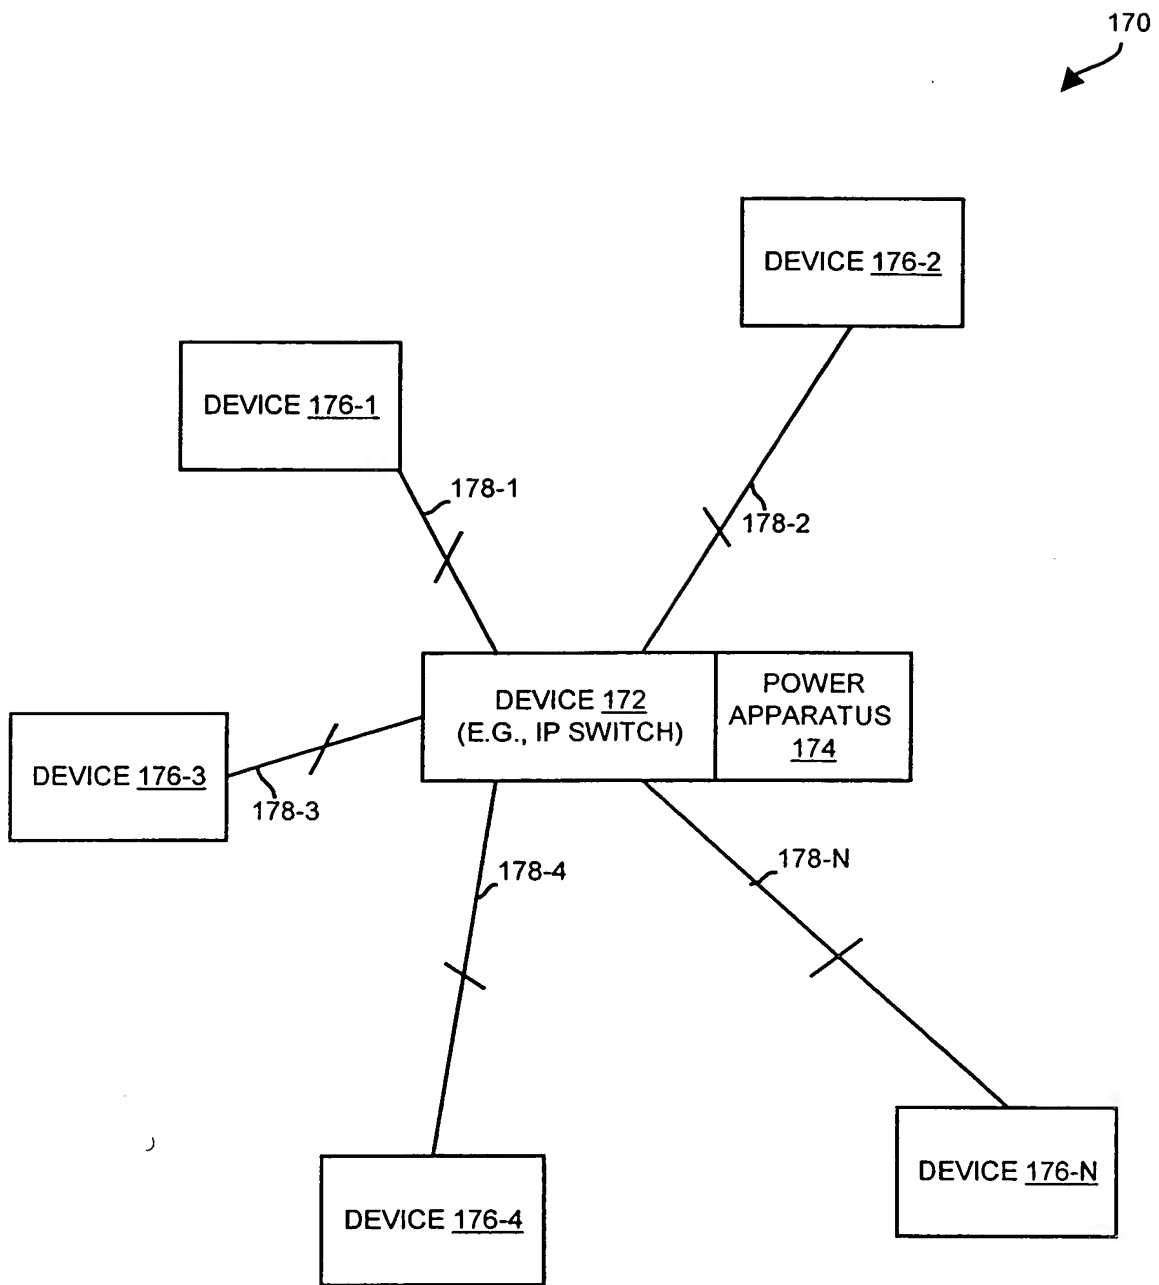 170
DEVICE 176-2
DEVICE 176-1
178-1
178-2
DEVICE 172
(E.G., IP SWITCH)
POWER
APPARATUS
174
DEVICE 176-3
178-3
178-4
178-N
DEVICE 176-N
DEVICE 176-4